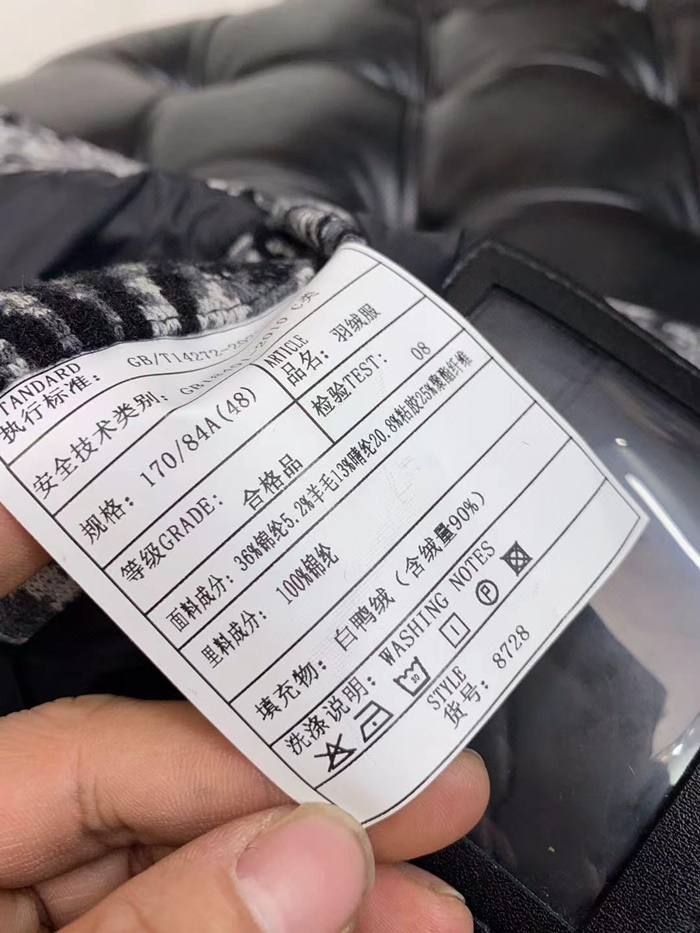 TANDARD
执行标准: GB/T14272-20
安全技术类别: GB18401-2010 C类
规格: 170/84A(48)
ARTICLE
品名: 羽绒服
等级GRADE: 合格品
检验TEST: 08
面料成分: 36%锦纶5.2%羊毛13%腈纶20.8%粘胶25%聚酯纤维
里料成分: 100%锦纶
填充物: 白鸭绒(含绒量90%)
洗涤说明: WASHING NOTES
30
P
STYLE
货号: 8728